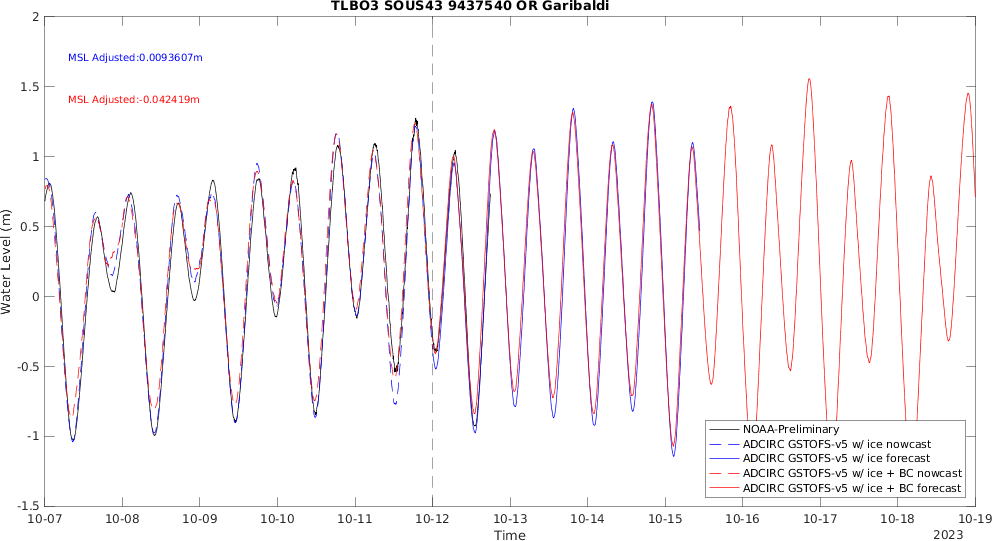 TLBO3 SOUS43 9437540 OR Garibaldi
MSL Adjusted:0.0093607m
MSL Adjusted:-0.042419m
Water Level (m)
2
1.5
1
0.5
0
-0.5
-1
-1.5
NOAA-Preliminary
ADCIRC GSTOFS-v5 w/ ice nowcast
ADCIRC GSTOFS-v5 w/ ice forecast
ADCIRC GSTOFS-v5 w/ ice + BC nowcast
ADCIRC GSTOFS-v5 w/ ice + BC forecast
10-07 10-08 10-09 10-10 10-11 10-12 10-13 10-14 10-15 10-16 10-17 10-18 10-19
Time
2023